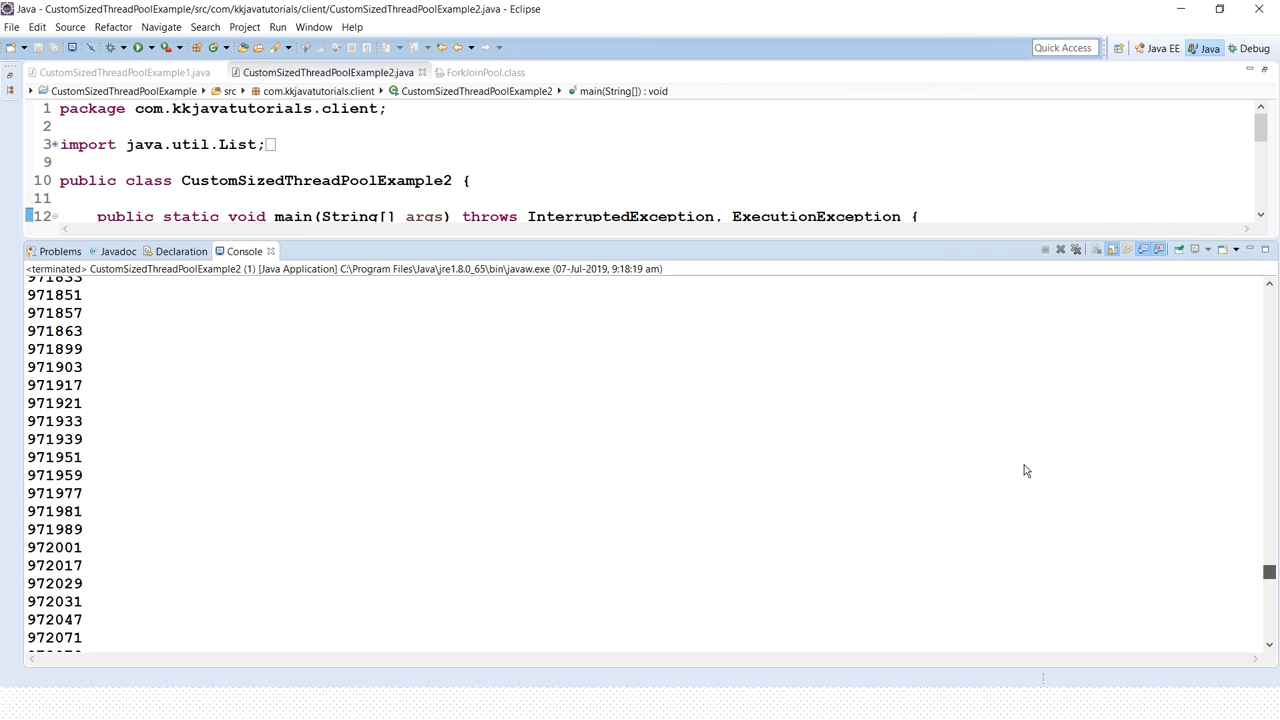 Java - CustomSizedThreadPoolExample/src/com/kkjavatutorials/client/CustomSizedThreadPoolExample2.java - Eclipse
File Edit Source Refactor Navigate Search Project Run Window Help
Quick Access Java EE Java Debug
CustomSizedThreadPoolExample1.java CustomSizedThreadPoolExample2.java ForkJoinPool.class
CustomSizedThreadPoolExample src com.kkjavatutorials.client CustomSizedThreadPoolExample2 main(String[]) : void
1 package com.kkjavatutorials.client;
2
3 import java.util.List;
9
10 public class CustomSizedThreadPoolExample2 {
11
12 public static void main(String[] args) throws InterruptedException, ExecutionException {
Problems Javadoc Declaration Console
<terminated> CustomSizedThreadPoolExample2 (1) [Java Application] C:\Program Files\Java\jre1.8.0_65\bin\javaw.exe (07-Jul-2019, 9:18:19 am)
971833
971851
971857
971863
971899
971903
971917
971921
971933
971939
971951
971959
971977
971981
971989
972001
972017
972029
972031
972047
972071